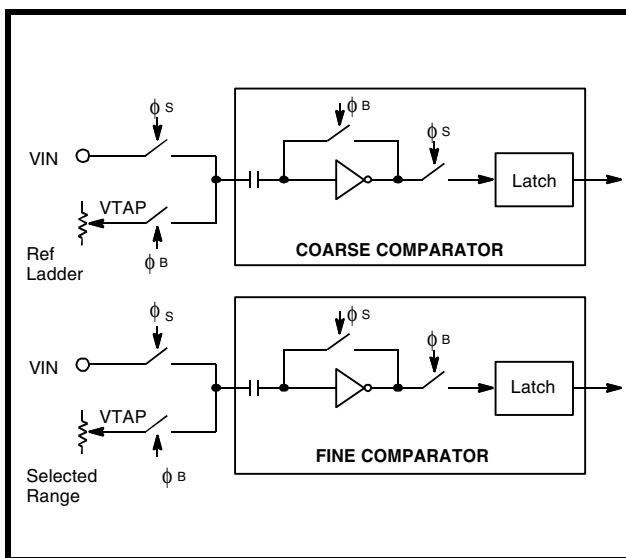 ϕ S
ϕ B
ϕ S
VIN
Latch
VTAP
COARSE COMPARATOR
Ref
Ladder
ϕ B
ϕ S
ϕ S
ϕ B
VIN
Latch
VTAP
FINE COMPARATOR
Selected
Range
ϕ B